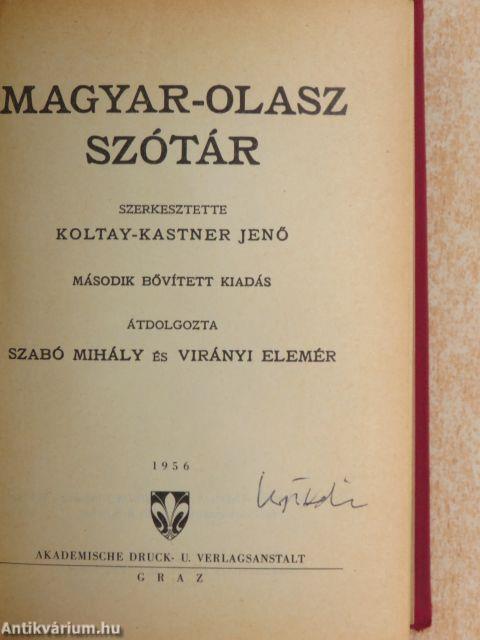 MAGYAR-OLASZ
SZÓTÁR
SZERKESZTETTE
KOLTAY-KASTNER JENŐ
MÁSODIK BŐVÍTETT KIADÁS
ÁTDOLGOZTA
SZABÓ MIHÁLY ÉS VIRÁNYI ELEMÉR
1956
AKADEMISCHE DRUCK- U. VERLAGSANSTALT
GRAZ
Antikvárium.hu